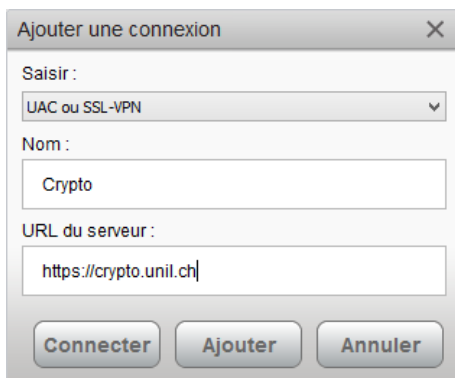 Ajouter une connexion
Saisir :
UAC ou SSL-VPN
Nom :
Crypto
URL du serveur :
https://crypto.unil.ch
Connecter Ajouter Annuler